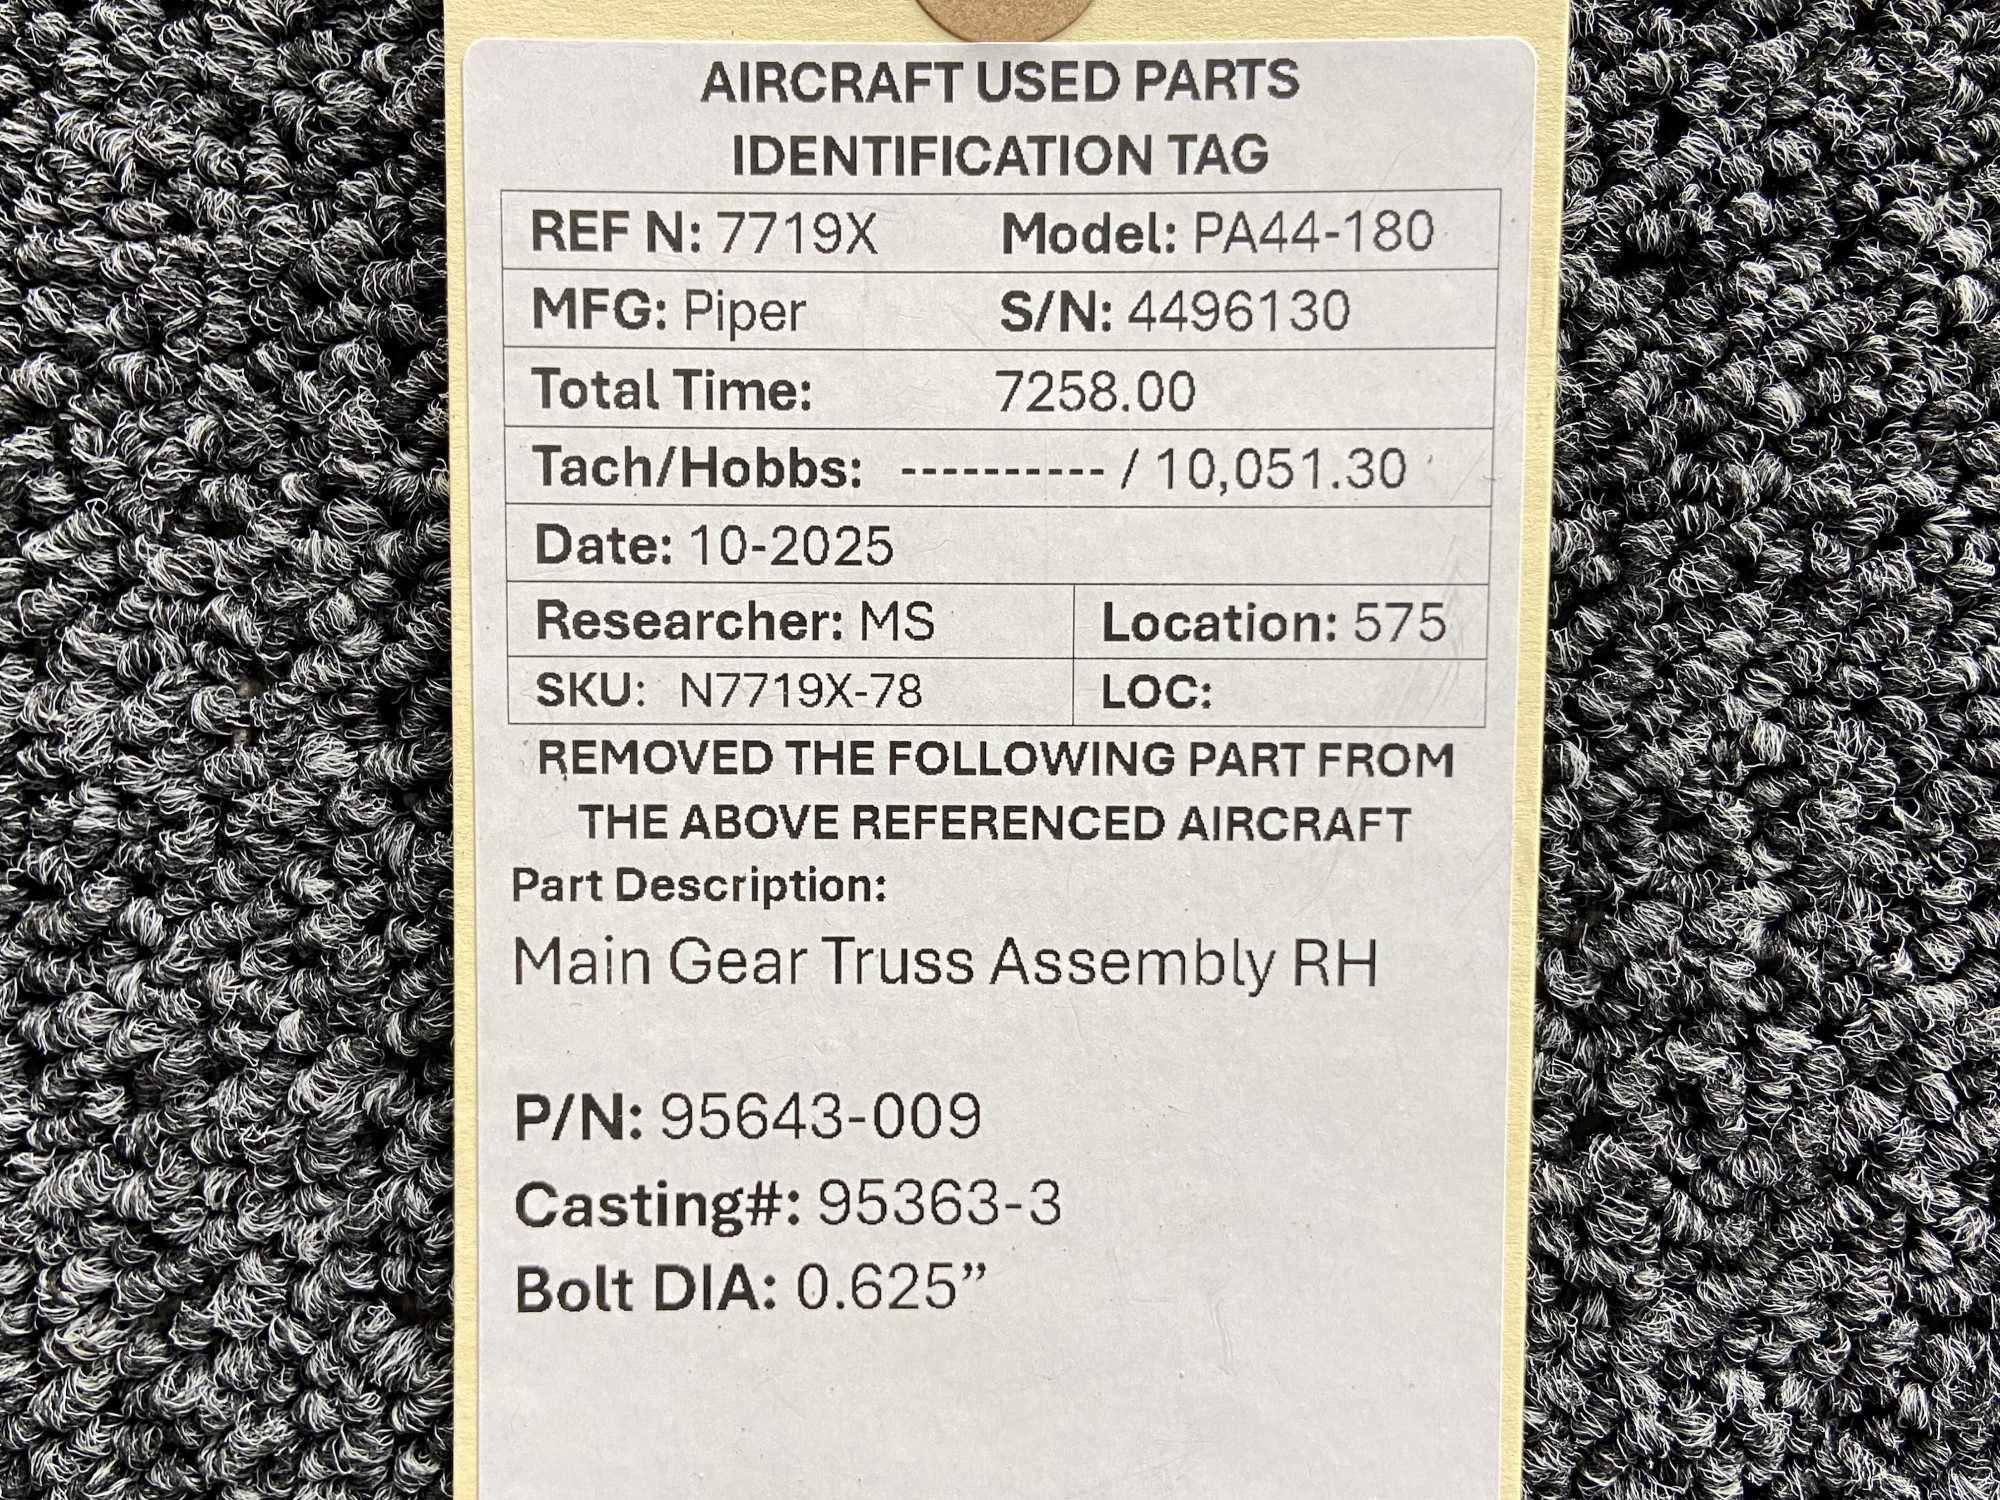 AIRCRAFT USED PARTS
IDENTIFICATION TAG
REF N: 7719X Model: PA44-180
MFG: Piper S/N: 4496130
Total Time: 7258.00
Tach/Hobbs: ---------- / 10,051.30
Date: 10-2025
Researcher: MS Location: 575
SKU: N7719X-78 LOC:
REMOVED THE FOLLOWING PART FROM
THE ABOVE REFERENCED AIRCRAFT
Part Description:
Main Gear Truss Assembly RH
P/N: 95643-009
Casting#: 95363-3
Bolt DIA: 0.625”